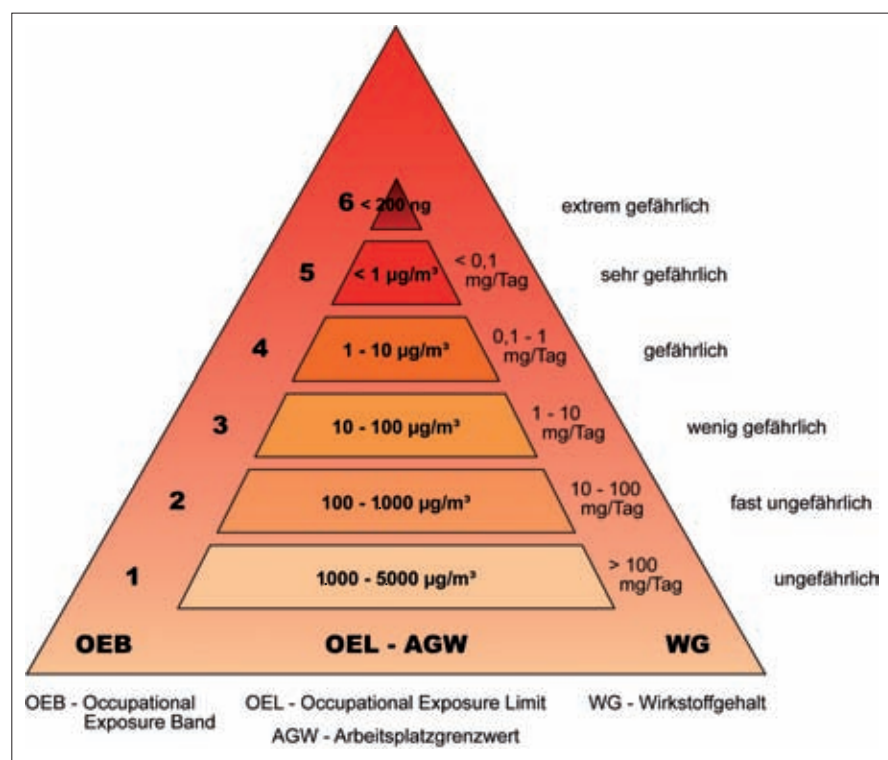 6 < 200 ng extrem gefährlich
5 < 1 µg/m³ < 0,1 mg/Tag sehr gefährlich
4 1 - 10 µg/m³ 0,1 - 1 mg/Tag gefährlich
3 10 - 100 µg/m³ 1 - 10 mg/Tag wenig gefährlich
2 100 - 1.000 µg/m³ 10 - 100 mg/Tag fast ungefährlich
1 1.000 - 5.000 µg/m³ > 100 mg/Tag ungefährlich
OEB OEL - AGW WG
OEB - Occupational
Exposure Band
OEL - Occupational Exposure Limit
AGW - Arbeitsplatzgrenzwert
WG - Wirkstoffgehalt